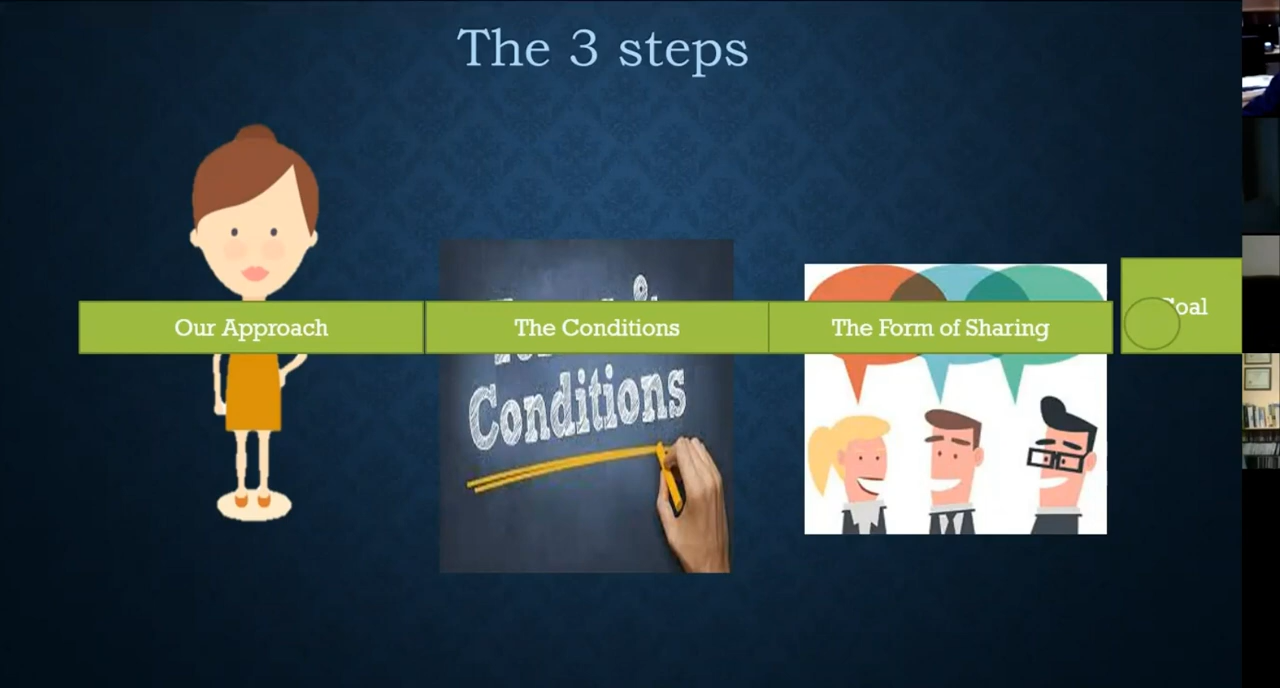 The 3 steps
Our Approach
The Conditions
The Form of Sharing
Conditions